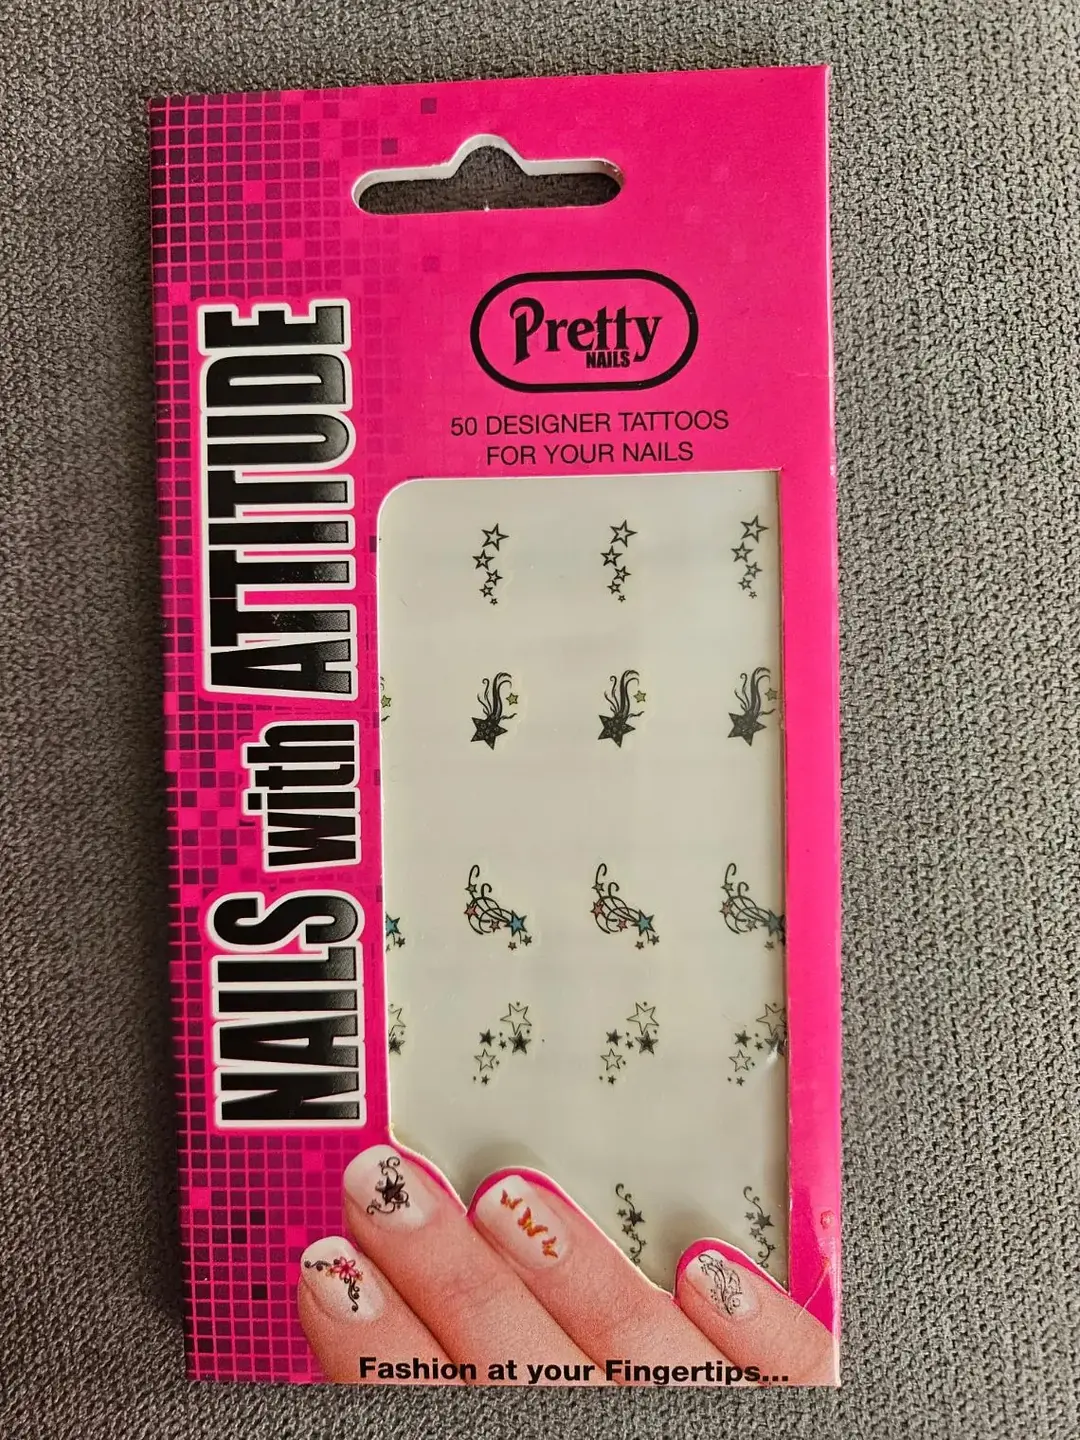 Pretty
NAILS
50 DESIGNER TATTOOS
FOR YOUR NAILS
NAILS with ATTITUDE
Fashion at your Fingertips...